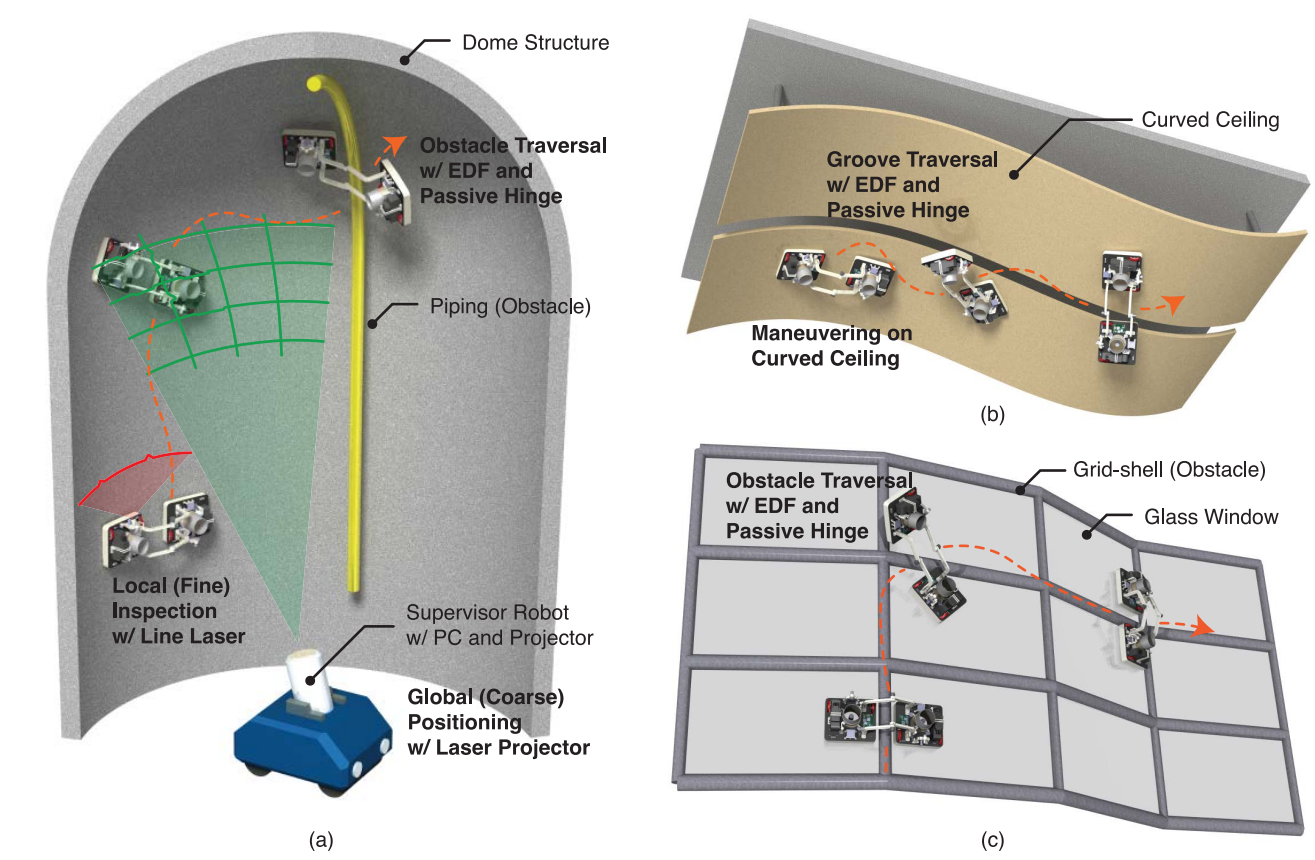 Dome Structure
Obstacle Traversal
w/ EDF and
Passive Hinge
Piping (Obstacle)
Local (Fine)
Inspection
w/ Line Laser
Supervisor Robot
w/ PC and Projector
Global (Coarse)
Positioning
w/ Laser Projector
(a)
Curved Ceiling
Groove Traversal
w/ EDF and
Passive Hinge
Maneuvering on
Curved Ceiling
(b)
Obstacle Traversal
w/ EDF and
Passive Hinge
Grid-shell (Obstacle)
Glass Window
(c)